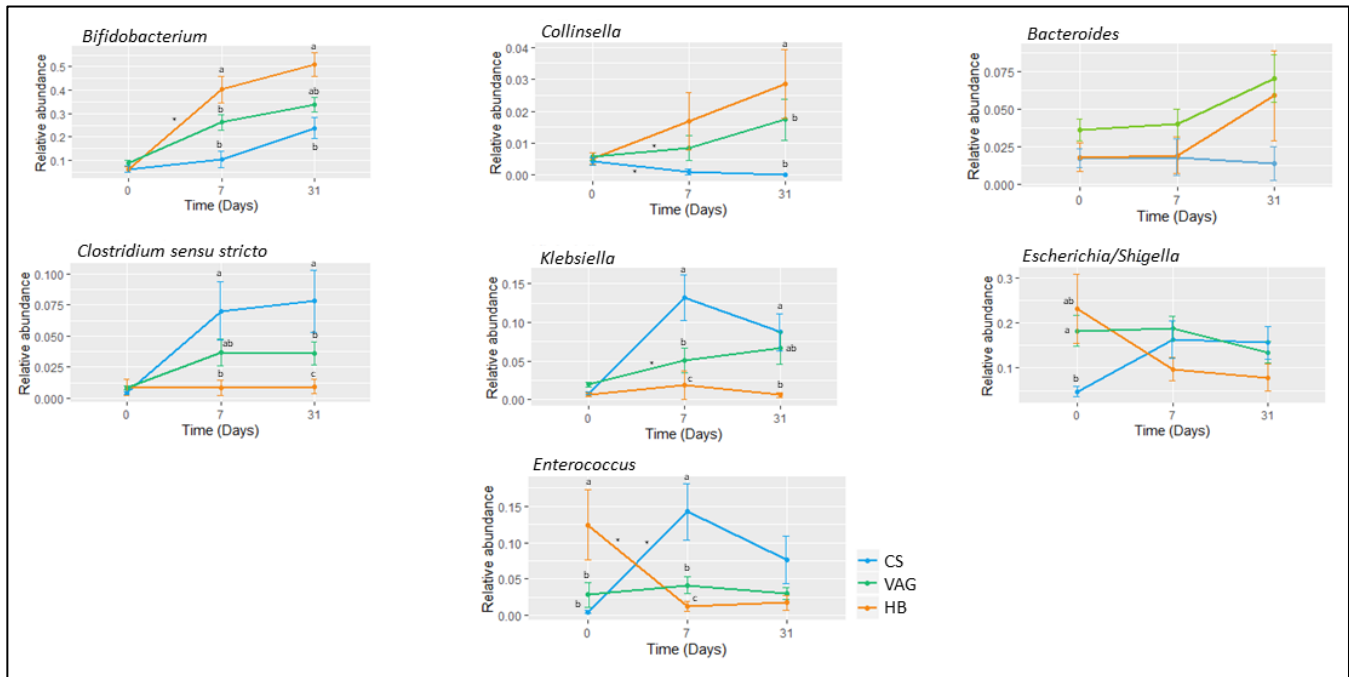 Bifidobacterium
Relative abundance
0.5
0.4
0.3
0.2
0.1
a
a
*
b
ab
b
b
0
7
31
Time (Days)
Collinsella
Relative abundance
0.04
0.03
0.02
0.01
0.00
a
*
b
*
b
0
7
31
Time (Days)
Bacteroides
Relative abundance
0.075
0.050
0.025
0.000
0
7
31
Time (Days)
Clostridium sensu stricto
Relative abundance
0.100
0.075
0.050
0.025
0.000
a
a
ab
b
b
c
0
7
31
Time (Days)
Klebsiella
Relative abundance
0.15
0.10
0.05
0.00
a
a
*
b
ab
c
b
0
7
31
Time (Days)
Escherichia/Shigella
Relative abundance
0.3
0.2
0.1
ab
a
b
0
7
31
Time (Days)
Enterococcus
Relative abundance
0.15
0.10
0.05
0.00
a
a
*
*
b
b
b
c
0
7
31
Time (Days)
CS
VAG
HB